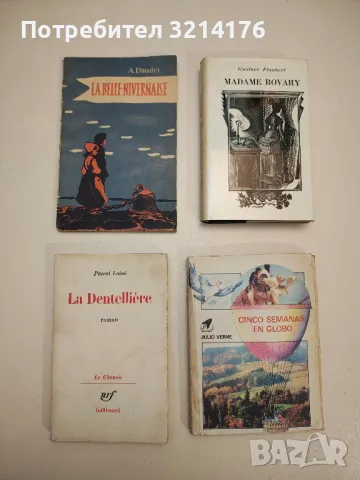 Потребител 3214176
A. Daudet
LA BELLE-NIVERNAISE
Gustave Flaubert
MADAME BOVARY
Pascal Lainé
La Dentellière
roman
Le Chemin
nrf
Gallimard
CINCO SEMANAS
EN GLOBO
JULIO VERNE
BAZAR